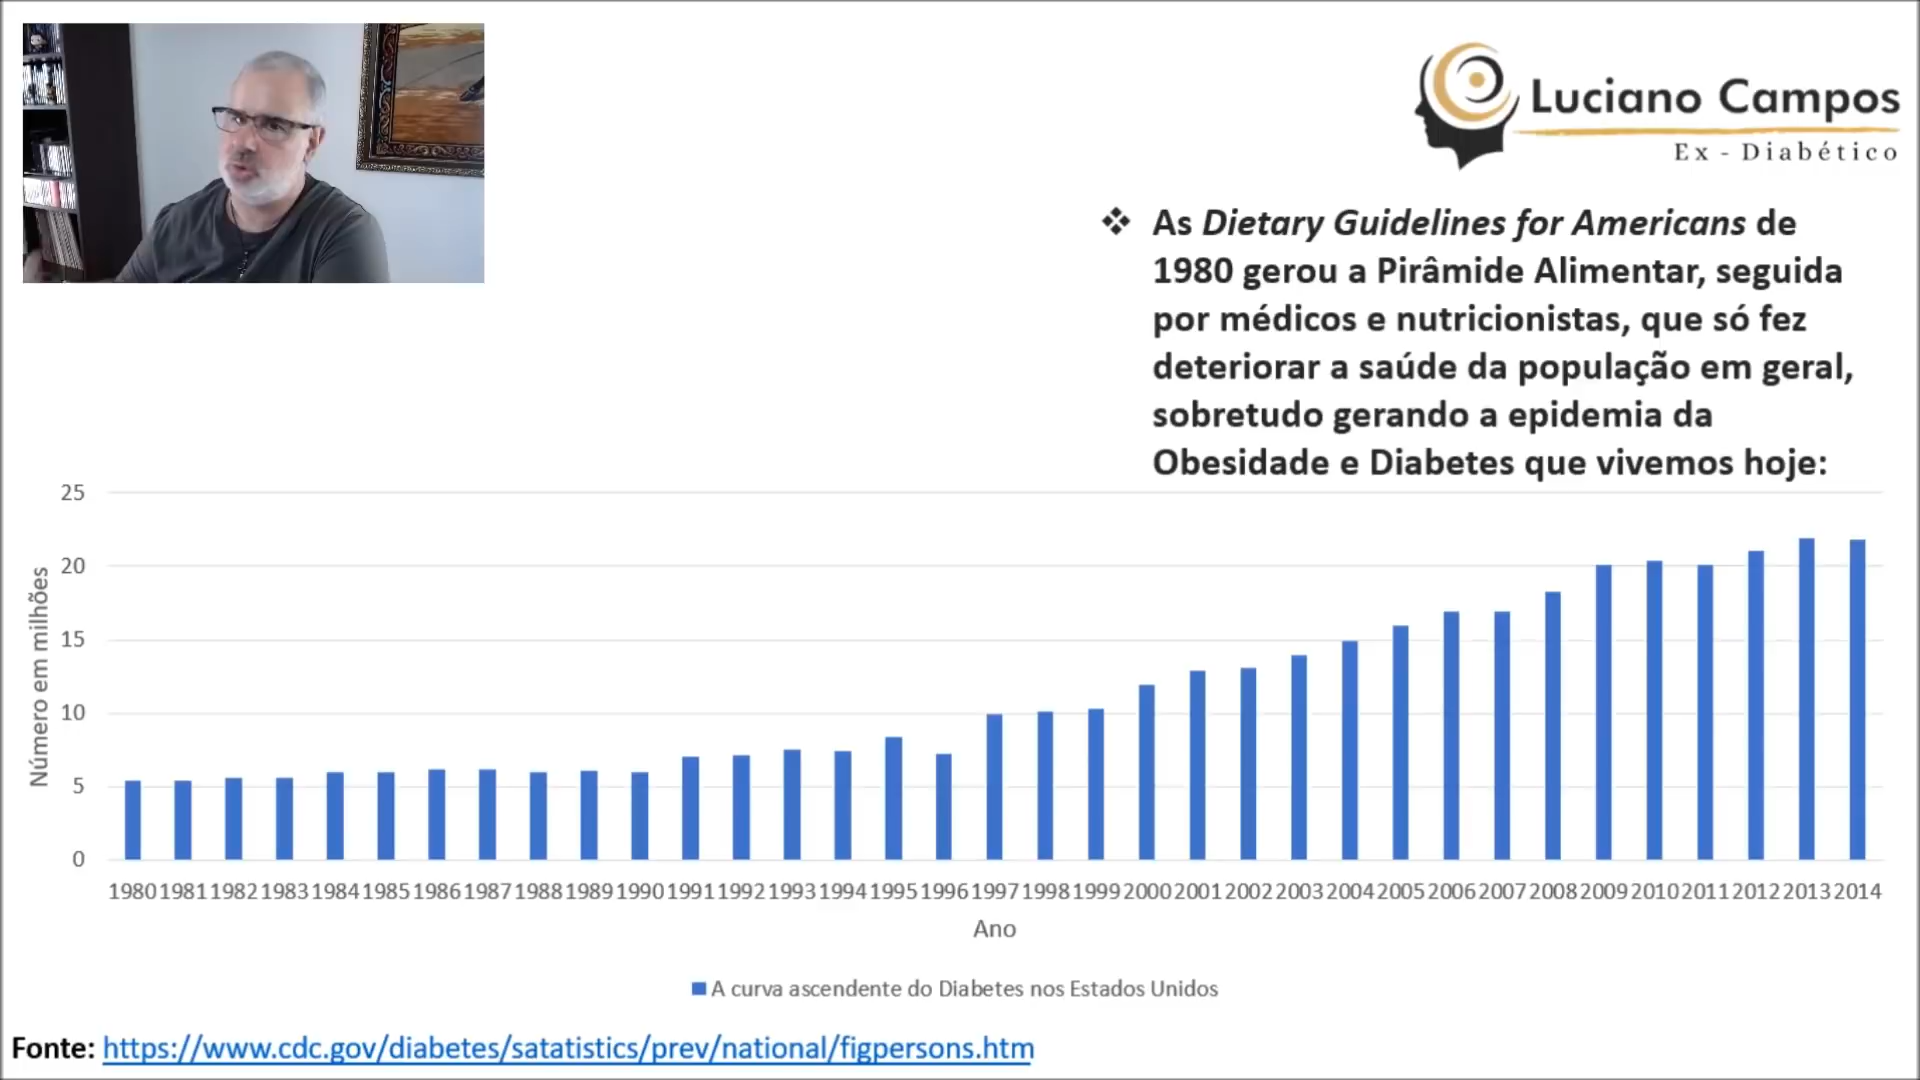 Luciano Campos
Ex - Diabético
❖ As Dietary Guidelines for Americans de
1980 gerou a Pirâmide Alimentar, seguida
por médicos e nutricionistas, que só fez
deteriorar a saúde da população em geral,
sobretudo gerando a epidemia da
Obesidade e Diabetes que vivemos hoje:
Número em milhões
25
20
15
10
5
0
1980 1981 1982 1983 1984 1985 1986 1987 1988 1989 1990 1991 1992 1993 1994 1995 1996 1997 1998 1999 2000 2001 2002 2003 2004 2005 2006 2007 2008 2009 2010 2011 2012 2013 2014
Ano
A curva ascendente do Diabetes nos Estados Unidos
Fonte: https://www.cdc.gov/diabetes/satatistics/prev/national/figpersons.htm